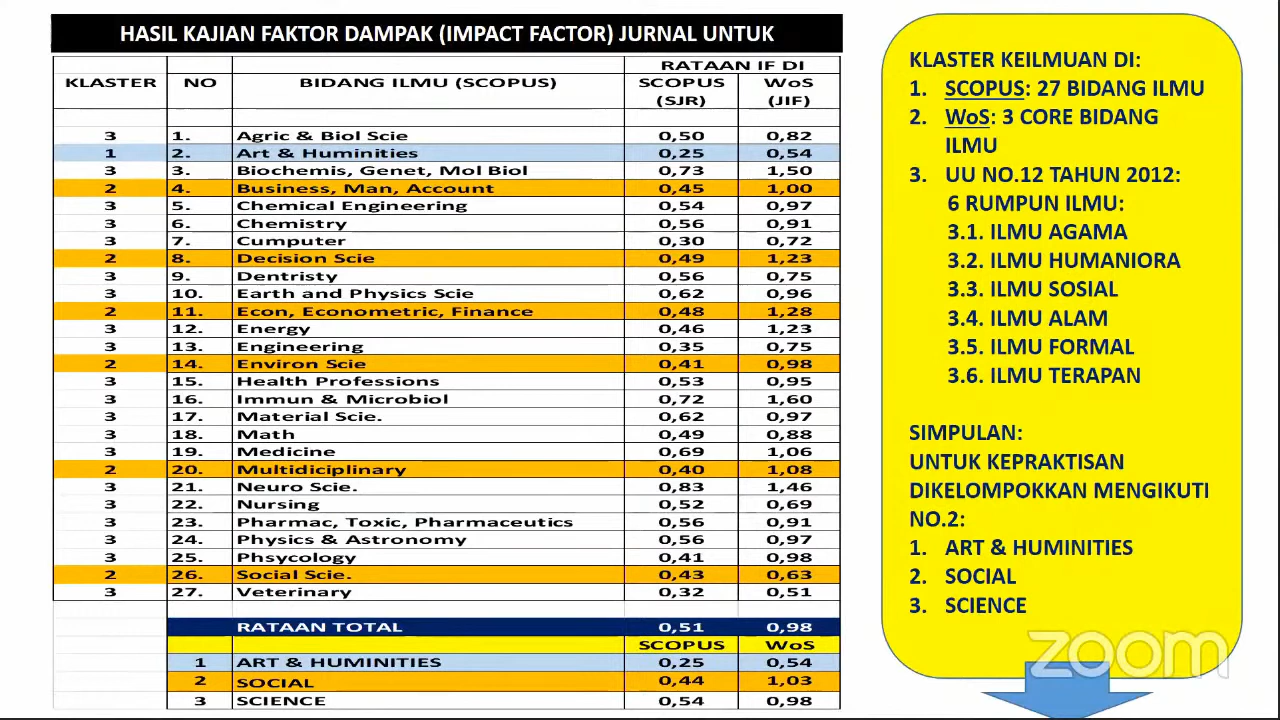 HASIL KAJIAN FAKTOR DAMPAK (IMPACT FACTOR) JURNAL UNTUK
RATAAN IF DI
KLASTER NO BIDANG ILMU (SCOPUS) SCOPUS WoS
(SJR) (JIF)
3 1. Agric & Biol Scie 0,50 0,82
1 2. Art & Huminities 0,25 0,54
3 3. Biochemis, Genet, Mol Biol 0,73 1,50
2 4. Business, Man, Account 0,45 1,00
3 5. Chemical Engineering 0,54 0,97
3 6. Chemistry 0,56 0,91
3 7. Cumputer 0,30 0,72
2 8. Decision Scie 0,49 1,23
3 9. Dentristy 0,56 0,75
3 10. Earth and Physics Scie 0,62 0,96
2 11. Econ, Econometric, Finance 0,48 1,28
3 12. Energy 0,46 1,23
3 13. Engineering 0,35 0,75
2 14. Environ Scie 0,41 0,98
3 15. Health Professions 0,53 0,95
3 16. Immun & Microbiol 0,72 1,60
3 17. Material Scie. 0,62 0,97
3 18. Math 0,49 0,88
3 19. Medicine 0,69 1,06
2 20. Multidiciplinary 0,40 1,08
3 21. Neuro Scie. 0,83 1,46
3 22. Nursing 0,52 0,69
3 23. Pharmac, Toxic, Pharmaceutics 0,56 0,91
3 24. Physics & Astronomy 0,56 0,97
3 25. Phsycology 0,41 0,98
2 26. Social Scie. 0,43 0,63
3 27. Veterinary 0,32 0,51
RATAAN TOTAL 0,51 0,98
SCOPUS WoS
1 ART & HUMINITIES 0,25 0,54
2 SOCIAL 0,44 1,03
3 SCIENCE 0,54 0,98
KLASTER KEILMUAN DI:
1. SCOPUS: 27 BIDANG ILMU
2. WoS: 3 CORE BIDANG
ILMU
3. UU NO.12 TAHUN 2012:
6 RUMPUN ILMU:
3.1. ILMU AGAMA
3.2. ILMU HUMANIORA
3.3. ILMU SOSIAL
3.4. ILMU ALAM
3.5. ILMU FORMAL
3.6. ILMU TERAPAN
SIMPULAN:
UNTUK KEPRAKTISAN
DIKELOMPOKKAN MENGIKUTI
NO.2:
1. ART & HUMINITIES
2. SOCIAL
3. SCIENCE
zoom